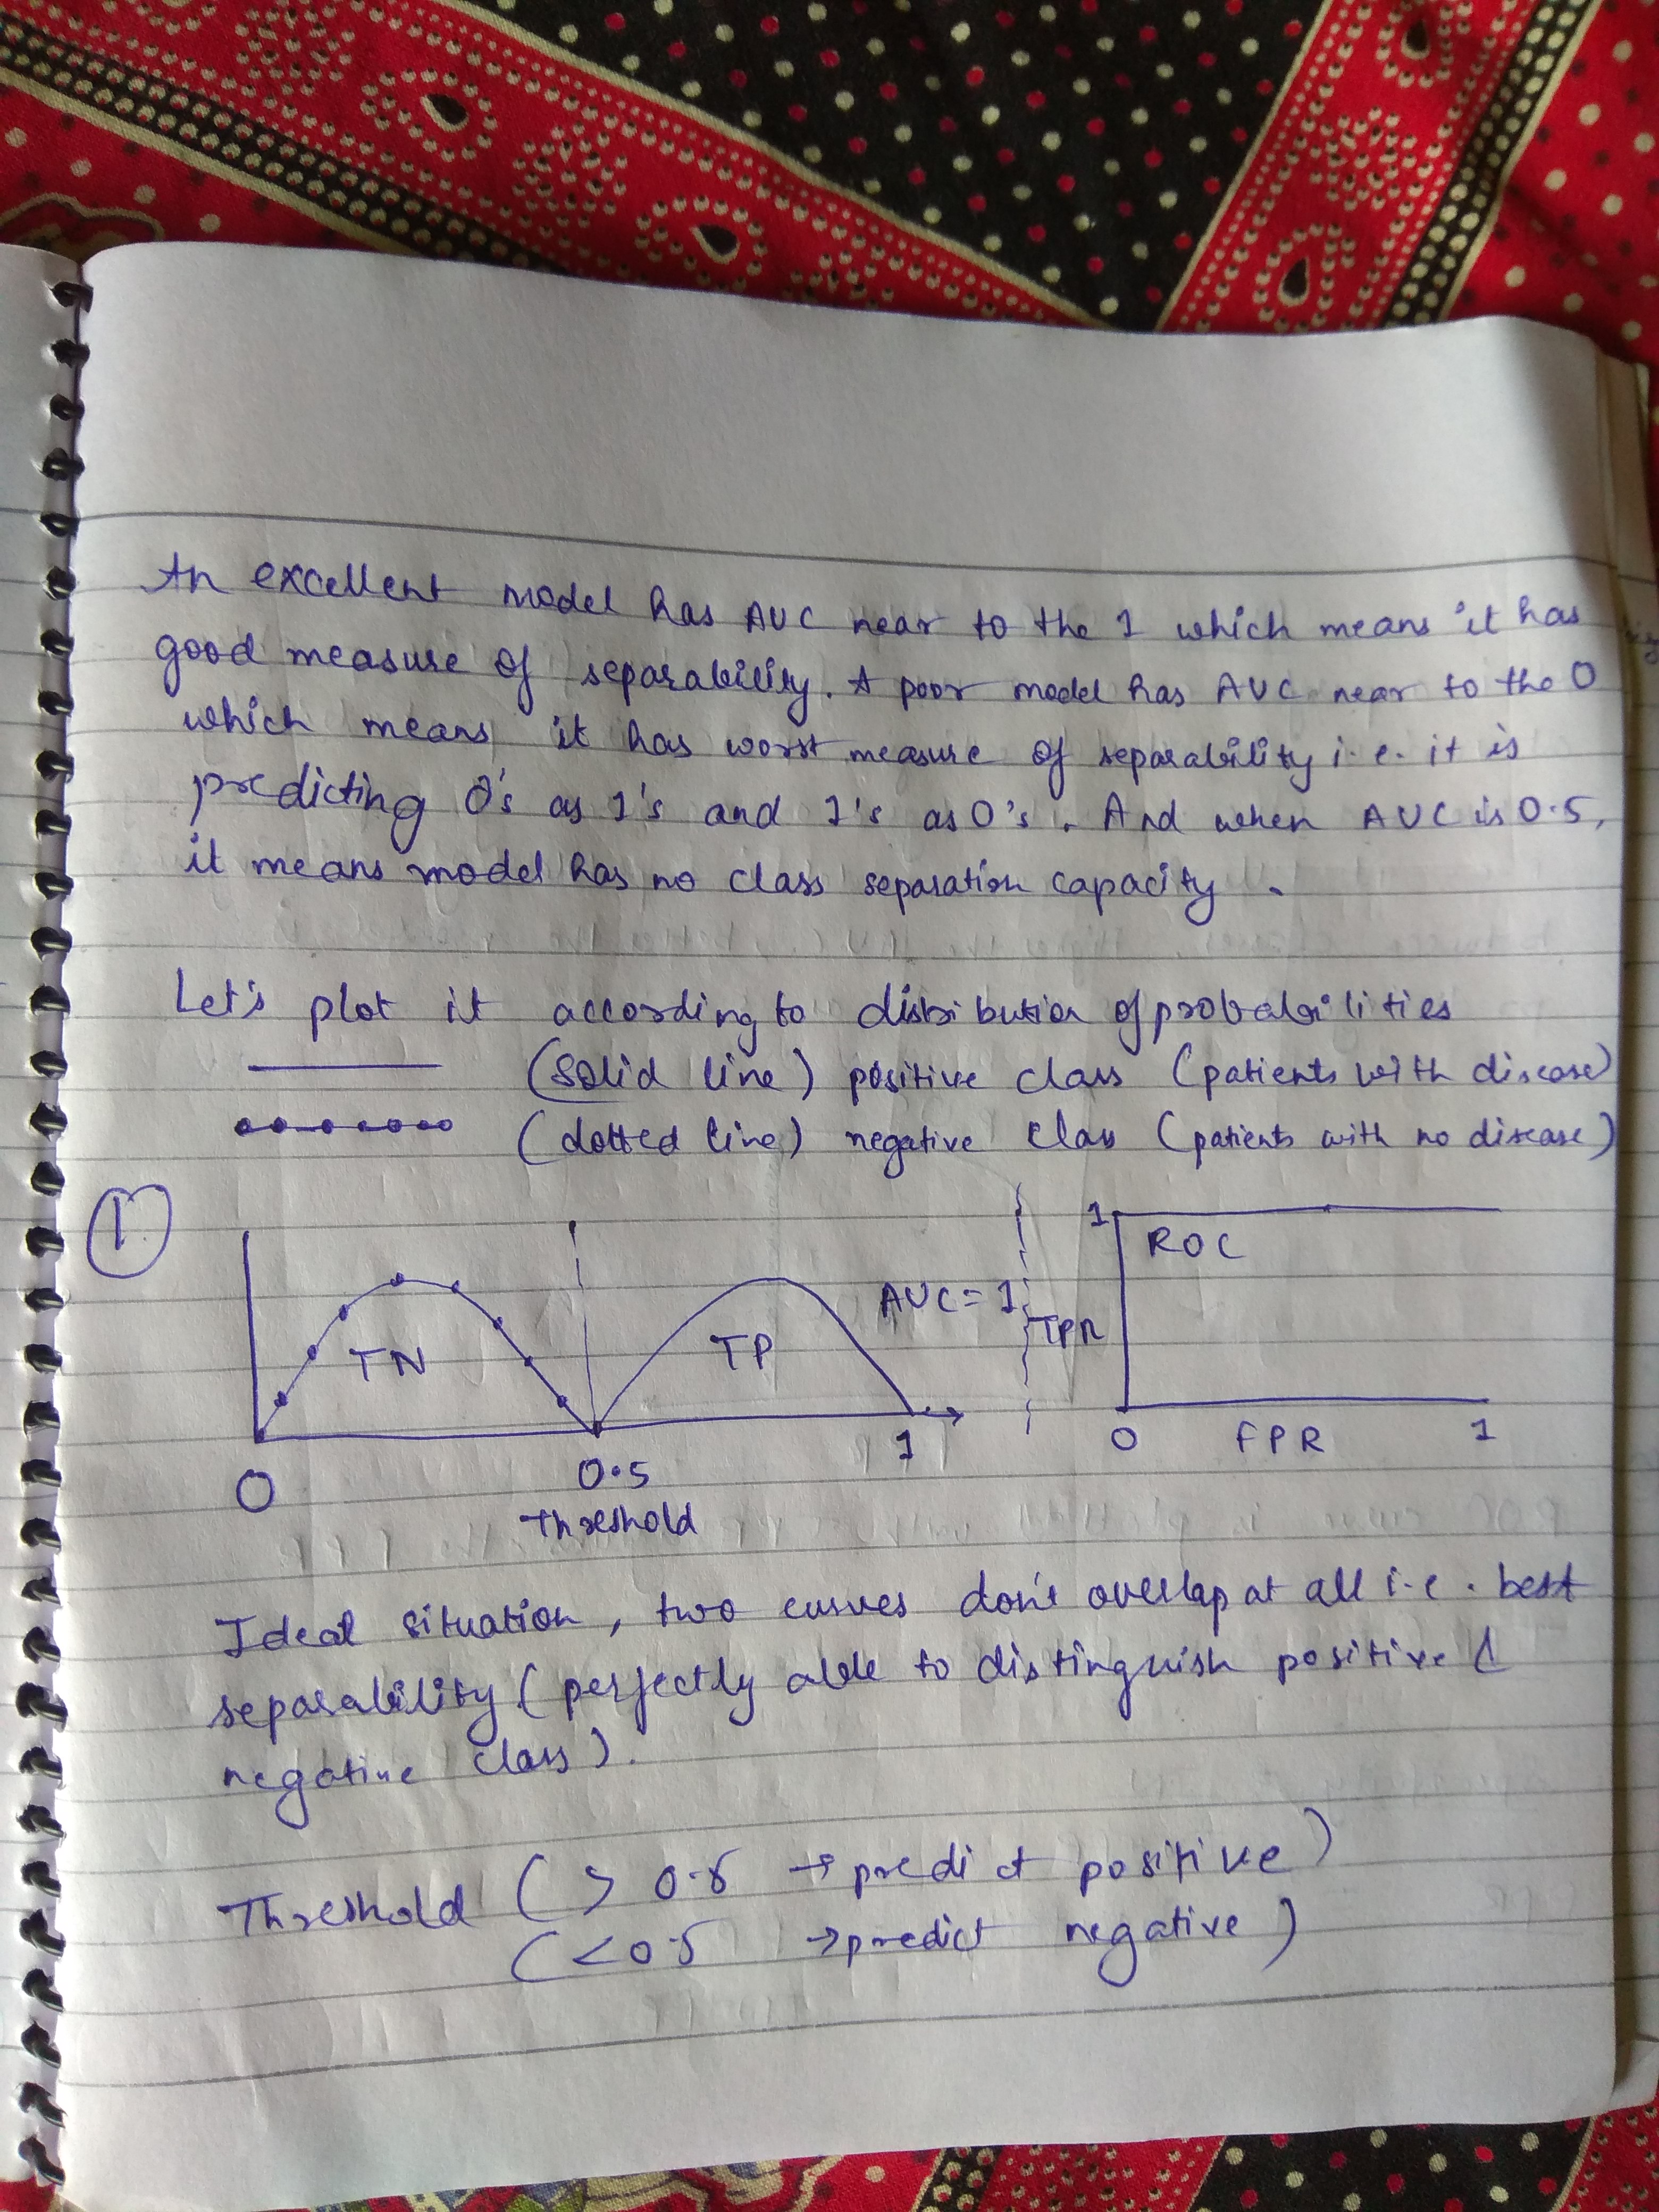 An excellent model has AUC near to the 1 which means it has
good measure of separability. A poor model has AUC near to the 0
which means it has worst measure of separability i.e. it is
predicting 0's as 1's and 1's as 0's. And when AUC is 0.5,
it means model has no class separation capacity.
Let's plot it according to distribution of probabilities
(solid line) positive class (patients with disease)
(dotted line) negative class (patients with no disease)
1
TN
TP
AUC = 1
0
0.5
1
Threshold
1
ROC
TPR
0
FPR
1
Ideal situation, two curves don't overlap at all i.e. best
separability (perfectly able to distinguish positive &
negative class).
Threshold ( > 0.5 → predict positive)
( < 0.5 → predict negative)